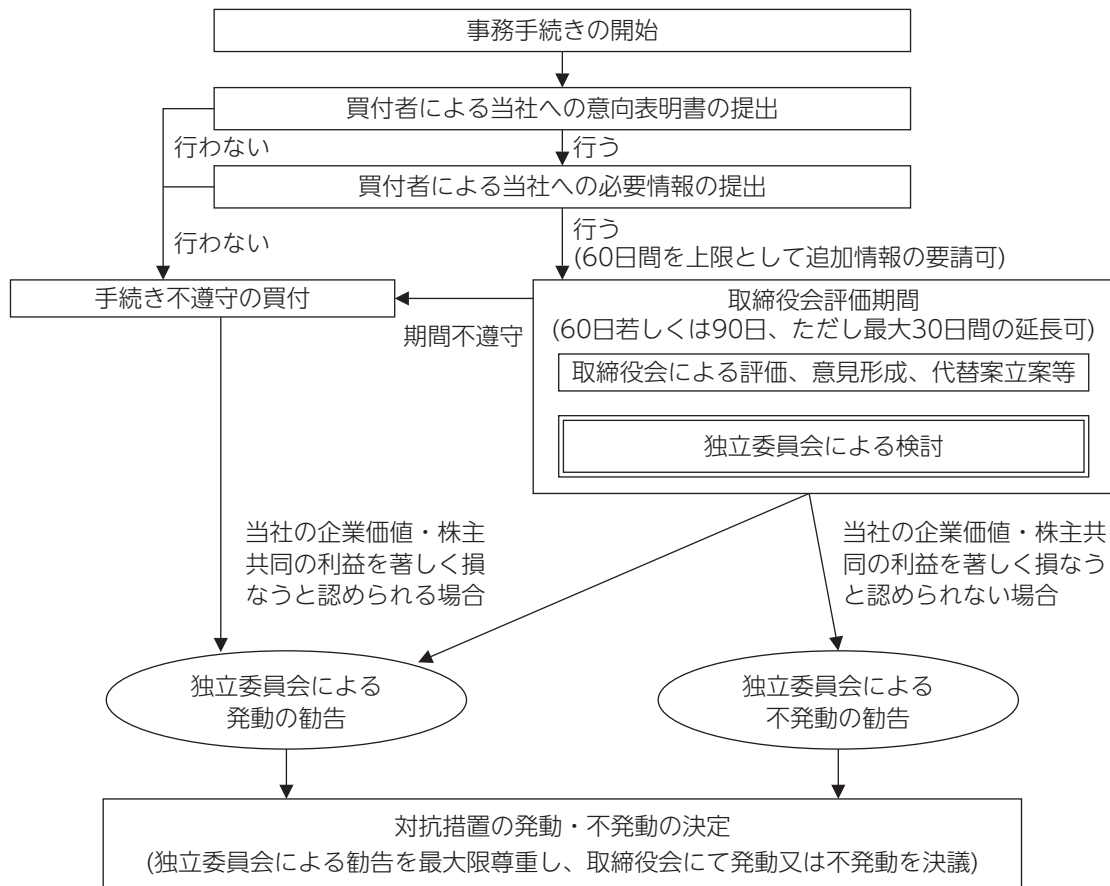 事務手続きの開始
買付者による当社への意向表明書の提出
行わない
行う
買付者による当社への必要情報の提出
行わない
行う
(60日間を上限として追加情報の要請可)
手続き不遵守の買付
期間不遵守
取締役会評価期間
(60日若しくは90日、ただし最大30日間の延長可)
取締役会による評価、意見形成、代替案立案等
独立委員会による検討
当社の企業価値・株主
共同の利益を著しく損
なうと認められる場合
当社の企業価値・株主共
同の利益を著しく損なう
と認められない場合
独立委員会による
発動の勧告
独立委員会による
不発動の勧告
対抗措置の発動・不発動の決定
(独立委員会による勧告を最大限尊重し、取締役会にて発動又は不発動を決議)